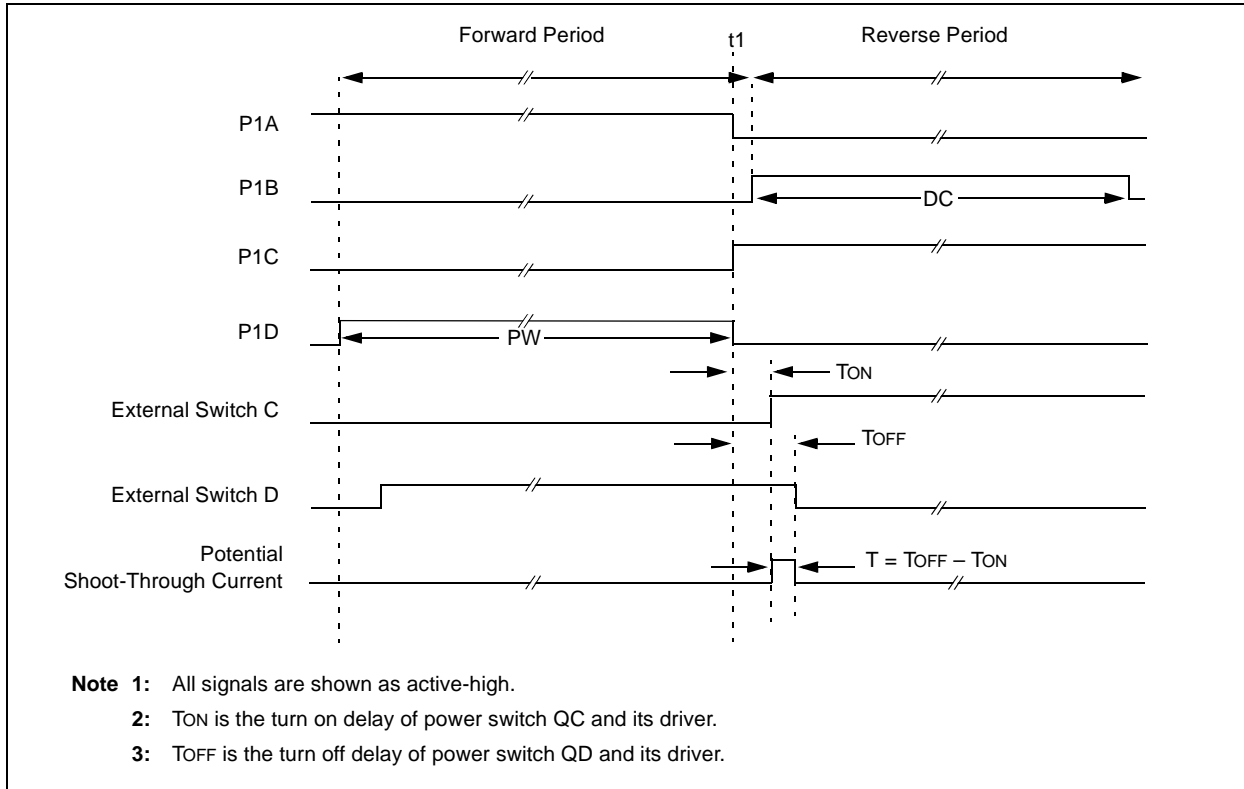 Forward Period
t1
Reverse Period
P1A
P1B
DC
P1C
P1D
PW
TON
External Switch C
TOFF
External Switch D
Potential
Shoot-Through Current
T = TOFF – TON
Note 1: All signals are shown as active-high.
2: TON is the turn on delay of power switch QC and its driver.
3: TOFF is the turn off delay of power switch QD and its driver.